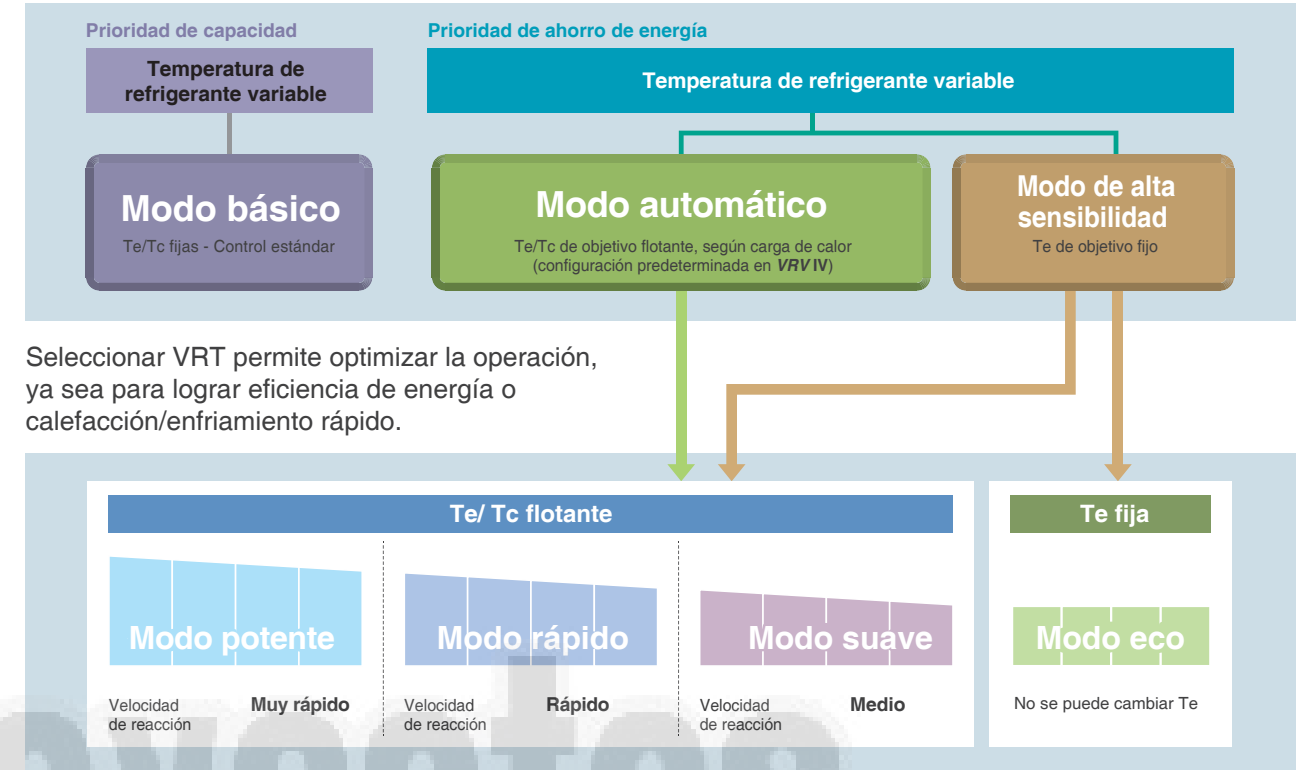 Prioridad de capacidad
Temperatura de
refrigerante variable
Modo básico
Te/Tc fijas - Control estándar
Prioridad de ahorro de energía
Temperatura de refrigerante variable
Modo automático
Te/Tc de objetivo flotante, según carga de calor
(configuración predeterminada en VRV IV)
Modo de alta
sensibilidad
Te de objetivo fijo
Seleccionar VRT permite optimizar la operación,
ya sea para lograr eficiencia de energía o
calefacción/enfriamiento rápido.
Te/ Tc flotante
Modo potente
Velocidad
de reacción
Muy rápido
Modo rápido
Velocidad
de reacción
Rápido
Modo suave
Velocidad
de reacción
Medio
Te fija
Modo eco
No se puede cambiar Te